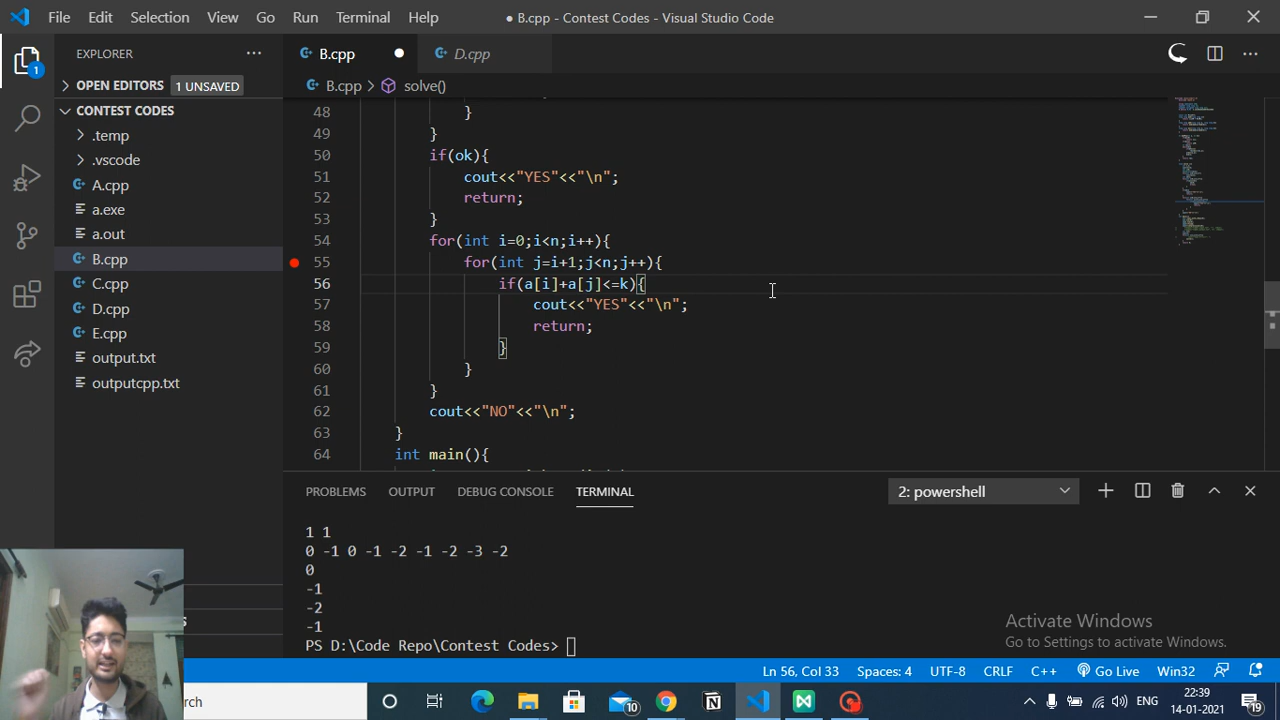 File Edit Selection View Go Run Terminal Help
● B.cpp - Contest Codes - Visual Studio Code
EXPLORER
OPEN EDITORS 1 UNSAVED
CONTEST CODES
.temp
.vscode
A.cpp
a.exe
a.out
B.cpp
C.cpp
D.cpp
E.cpp
output.txt
outputcpp.txt
1
B.cpp
D.cpp
B.cpp > solve()
48 }
49 }
50 if(ok){
51 cout<<"YES"<<"\n";
52 return;
53 }
54 for(int i=0;i<n;i++){
55 for(int j=i+1;j<n;j++){
56 if(a[i]+a[j]<=k){
57 cout<<"YES"<<"\n";
58 return;
59 }
60 }
61 }
62 cout<<"NO"<<"\n";
63 }
64 int main(){
PROBLEMS OUTPUT DEBUG CONSOLE TERMINAL
2: powershell
1 1
0 -1 0 -1 -2 -1 -2 -3 -2
0
-1
-2
-1
PS D:\Code Repo\Contest Codes>
Activate Windows
Go to Settings to activate Windows.
Ln 56, Col 33 Spaces: 4 UTF-8 CRLF C++ Go Live Win32
10
ENG
22:39
14-01-2021
19